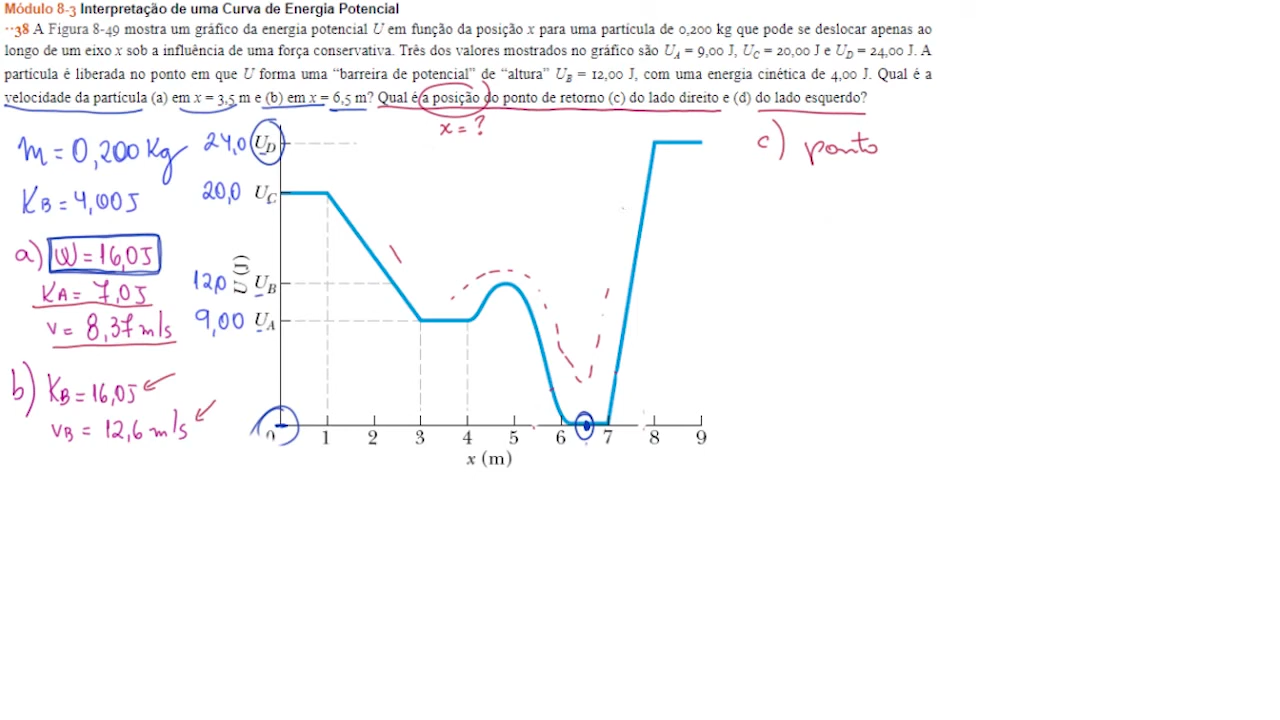 Módulo 8-3 Interpretação de uma Curva de Energia Potencial
··38 A Figura 8-49 mostra um gráfico da energia potencial U em função da posição x para uma partícula de 0,200 kg que pode se deslocar apenas ao
longo de um eixo x sob a influência de uma força conservativa. Três dos valores mostrados no gráfico são U_A = 9,00 J, U_C = 20,00 J e U_D = 24,00 J. A
partícula é liberada no ponto em que U forma uma “barreira de potencial” de “altura” U_B = 12,00 J, com uma energia cinética de 4,00 J. Qual é a
velocidade da partícula (a) em x = 3,5 m e (b) em x = 6,5 m? Qual é a posição do ponto de retorno (c) do lado direito e (d) do lado esquerdo?
x = ?
m = 0,200 Kg
24,0 U_D
c) ponto
K_B = 4,00 J
20,0 U_C
a) W = 16,0 J
U (J)
12,0 U_B
K_A = 7,0 J
9,00 U_A
v = 8,37 m/s
b) K_B = 16,0 J
v_B = 12,6 m/s
0 1 2 3 4 5 6 7 8 9
x (m)